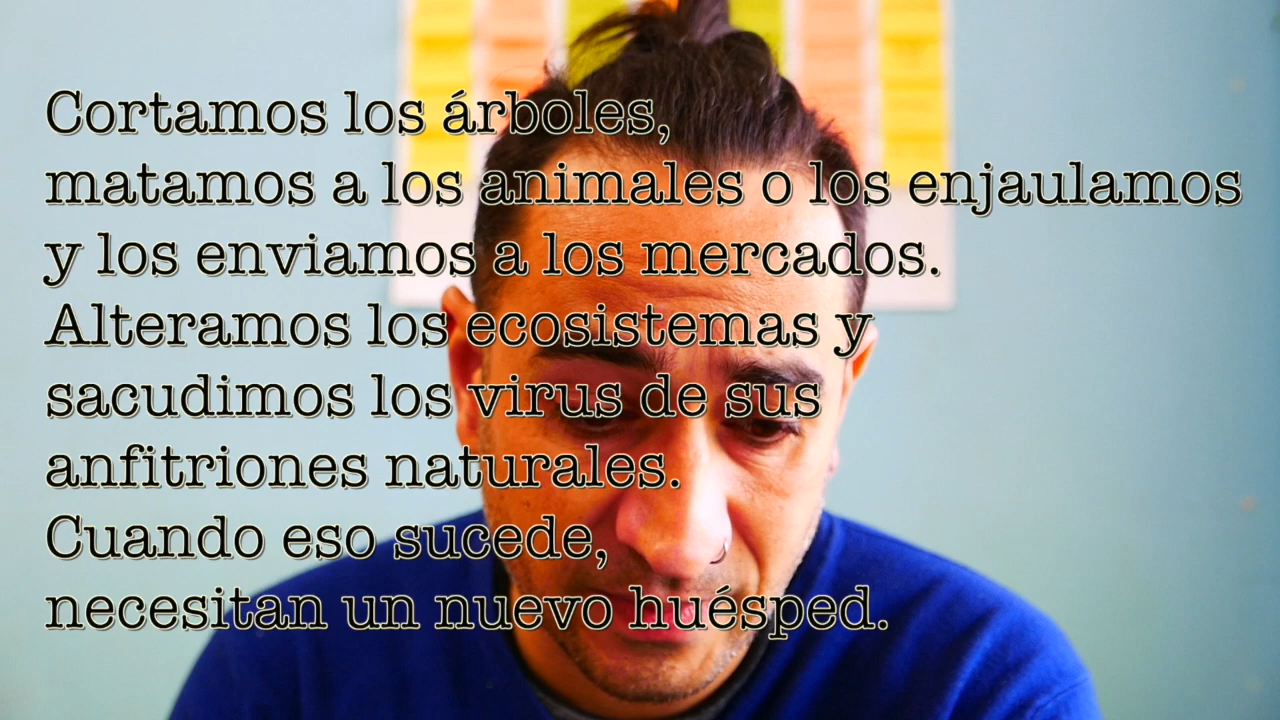 Cortamos los árboles,
matamos a los animales o los enjaulamos
y los enviamos a los mercados.
Alteramos los ecosistemas y
sacudimos los virus de sus
anfitriones naturales.
Cuando eso sucede,
necesitan un nuevo huésped.